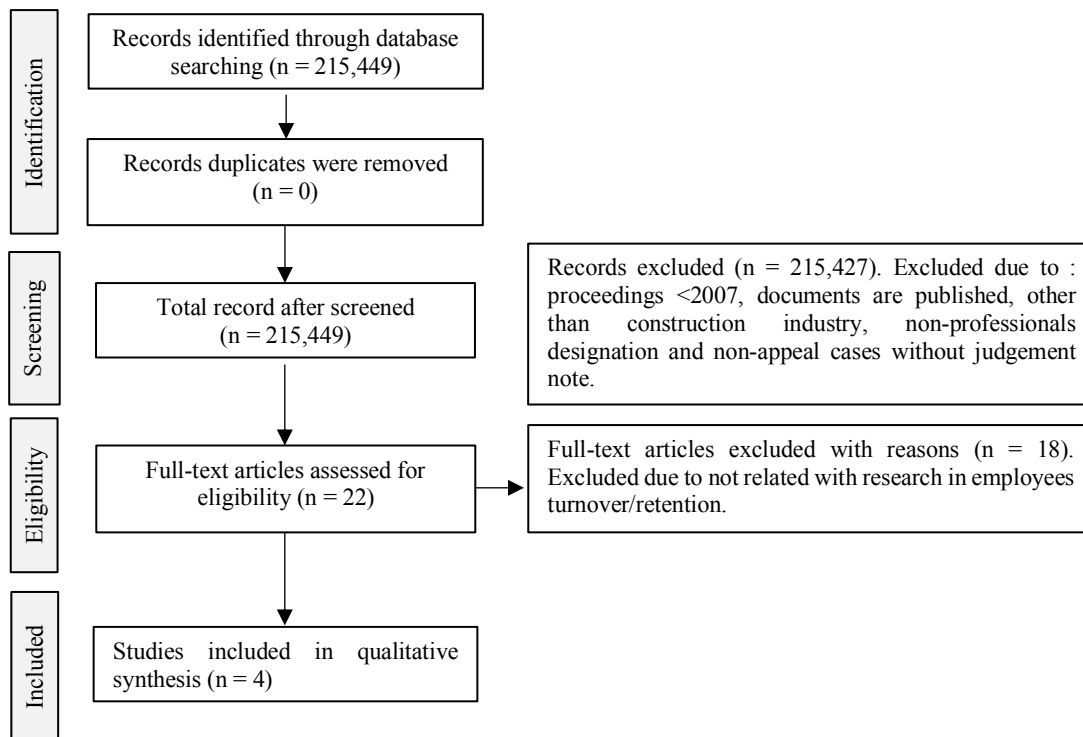 Identification
Records identified through database
searching (n = 215,449)
Records duplicates were removed
(n = 0)
Screening
Total record after screened
(n = 215,449)
Records excluded (n = 215,427). Excluded due to :
proceedings <2007, documents are published, other
than construction industry, non-professionals
designation and non-appeal cases without judgement
note.
Eligibility
Full-text articles assessed for
eligibility (n = 22)
Full-text articles excluded with reasons (n = 18).
Excluded due to not related with research in employees
turnover/retention.
Included
Studies included in qualitative
synthesis (n = 4)